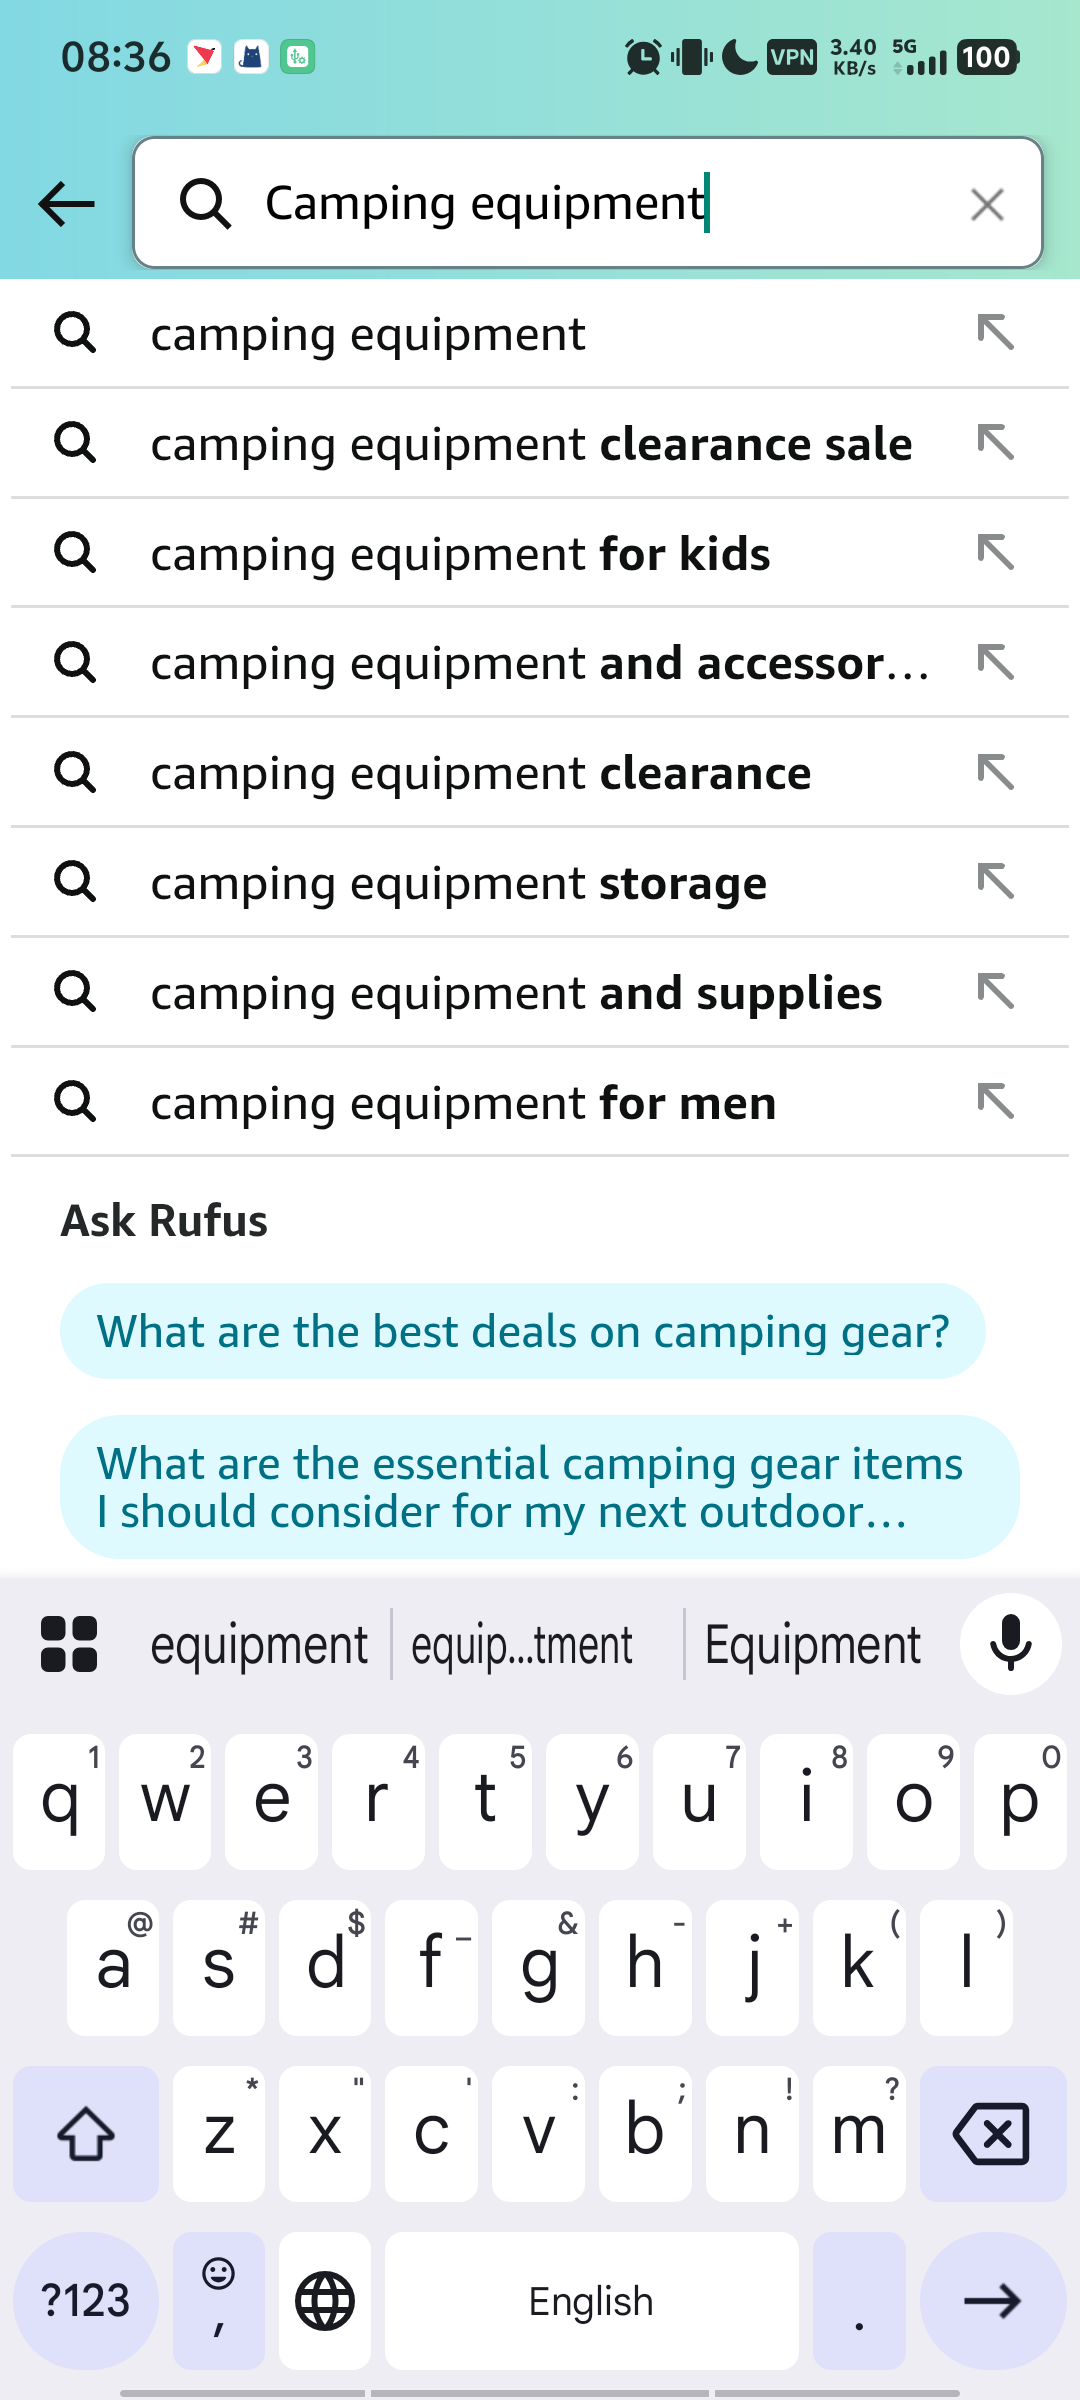 08:36 VPN 3.40 KB/s 5G 100
Camping equipment
camping equipment
camping equipment clearance sale
camping equipment for kids
camping equipment and accessor...
camping equipment clearance
camping equipment storage
camping equipment and supplies
camping equipment for men
Ask Rufus
What are the best deals on camping gear?
What are the essential camping gear items
I should consider for my next outdoor...
equipment equip...tment Equipment
1 2 3 4 5 6 7 8 9 0
q w e r t y u i o p
@ # $ _ & - + ( )
a s d f g h j k l
* " ' : ; ! ?
z x c v b n m
?123 , English .